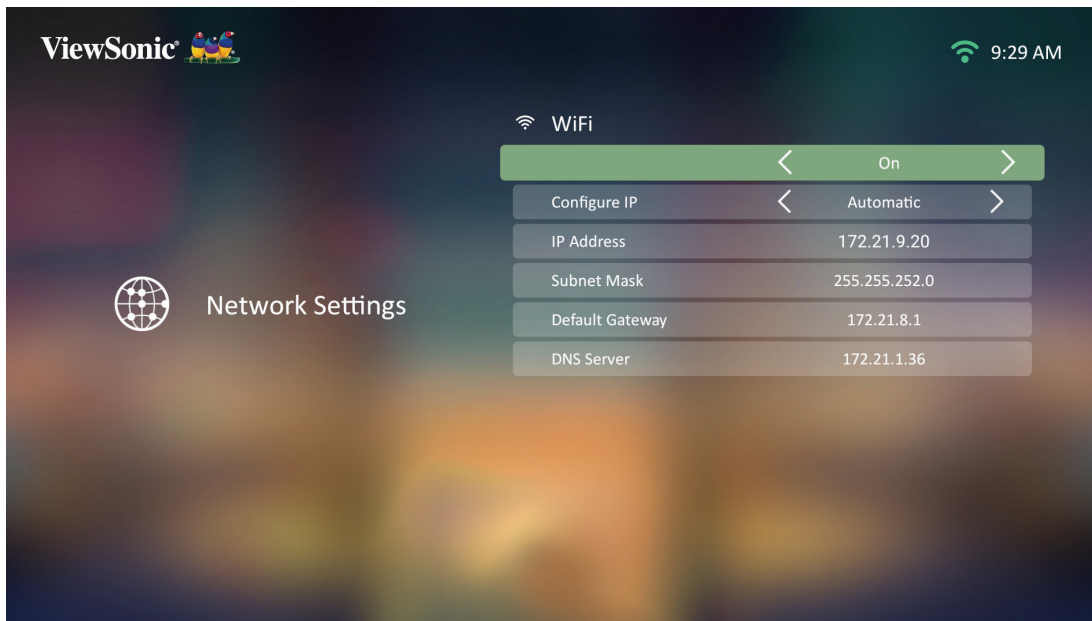 ViewSonic®
9:29 AM
WiFi
On
Configure IP Automatic
IP Address 172.21.9.20
Subnet Mask 255.255.252.0
Default Gateway 172.21.8.1
DNS Server 172.21.1.36
Network Settings